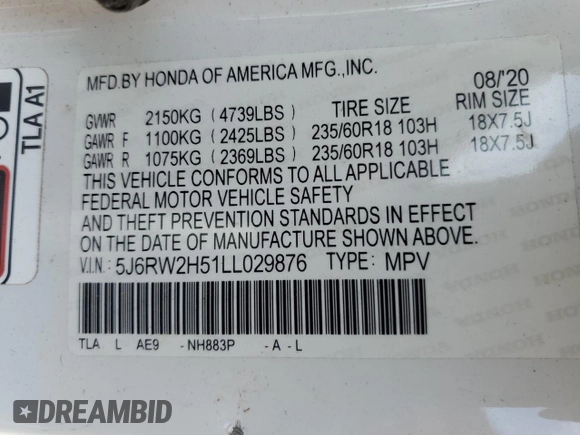 MFD.BY HONDA OF AMERICA MFG.,INC. 08/'20
GVWR 2150KG (4739LBS) TIRE SIZE RIM SIZE
GAWR F 1100KG (2425LBS) 235/60R18 103H 18X7.5J
GAWR R 1075KG (2369LBS) 235/60R18 103H 18X7.5J
THIS VEHICLE CONFORMS TO ALL APPLICABLE
FEDERAL MOTOR VEHICLE SAFETY
AND THEFT PREVENTION STANDARDS IN EFFECT
ON THE DATE OF MANUFACTURE SHOWN ABOVE.
V.I.N: 5J6RW2H51LL029876 TYPE: MPV
TLA L AE9 -NH883P -A-L
TLA A1
HONDA
DREAMBID